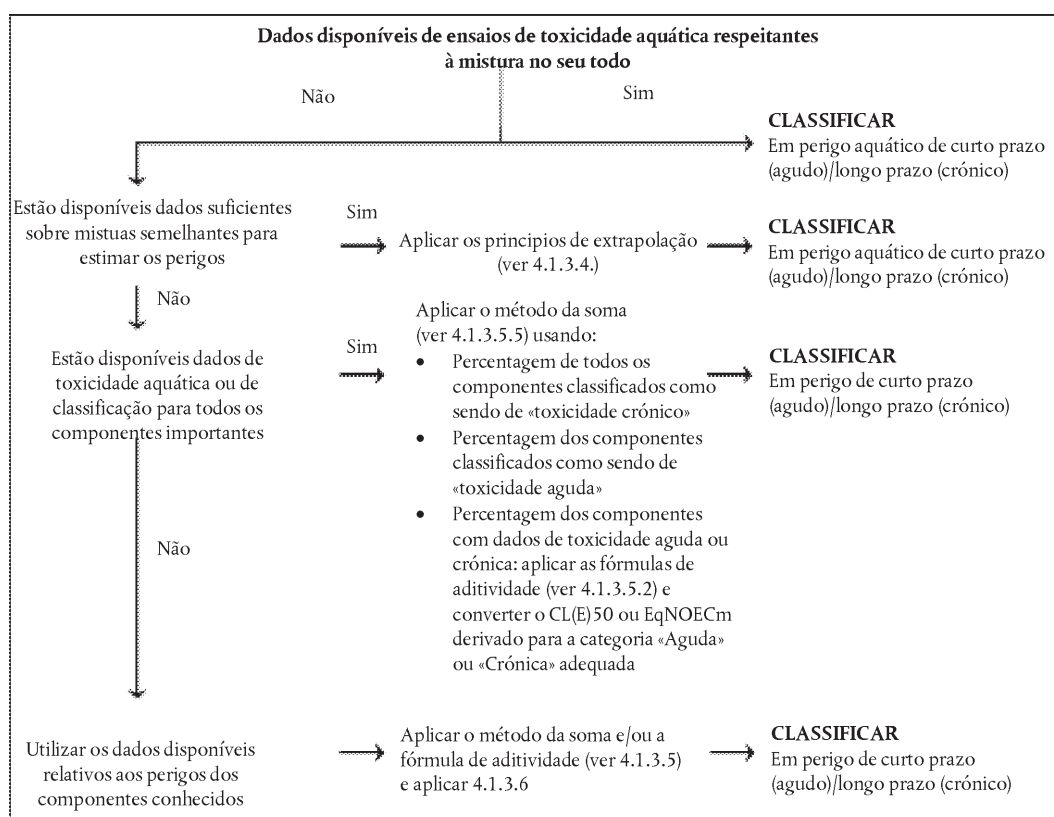 Dados disponíveis de ensaios de toxicidade aquática respeitantes
à mistura no seu todo
Não
Sim
CLASSIFICAR
Em perigo aquático de curto prazo
(agudo)/longo prazo (crónico)
Estão disponíveis dados suficientes
sobre mistuas semelhantes para
estimar os perigos
Sim
Aplicar os principios de extrapolação
(ver 4.1.3.4.)
CLASSIFICAR
Em perigo aquático de curto prazo
(agudo)/longo prazo (crónico)
Não
Estão disponíveis dados de
toxicidade aquática ou de
classificação para todos os
componentes importantes
Sim
Aplicar o método da soma
(ver 4.1.3.5.5) usando:
• Percentagem de todos os
componentes classificados como
sendo de «toxicidade crónico»
• Percentagem dos componentes
classificados como sendo de
«toxicidade aguda»
• Percentagem dos componentes
com dados de toxicidade aguda ou
crónica: aplicar as fórmulas de
aditividade (ver 4.1.3.5.2) e
converter o CL(E)50 ou EqNOECm
derivado para a categoria «Aguda»
ou «Crónica» adequada
CLASSIFICAR
Em perigo de curto prazo
(agudo)/longo prazo (crónico)
Não
Utilizar os dados disponíveis
relativos aos perigos dos
componentes conhecidos
Aplicar o método da soma e/ou a
fórmula de aditividade (ver 4.1.3.5)
e aplicar 4.1.3.6
CLASSIFICAR
Em perigo de curto prazo
(agudo)/longo prazo (crónico)